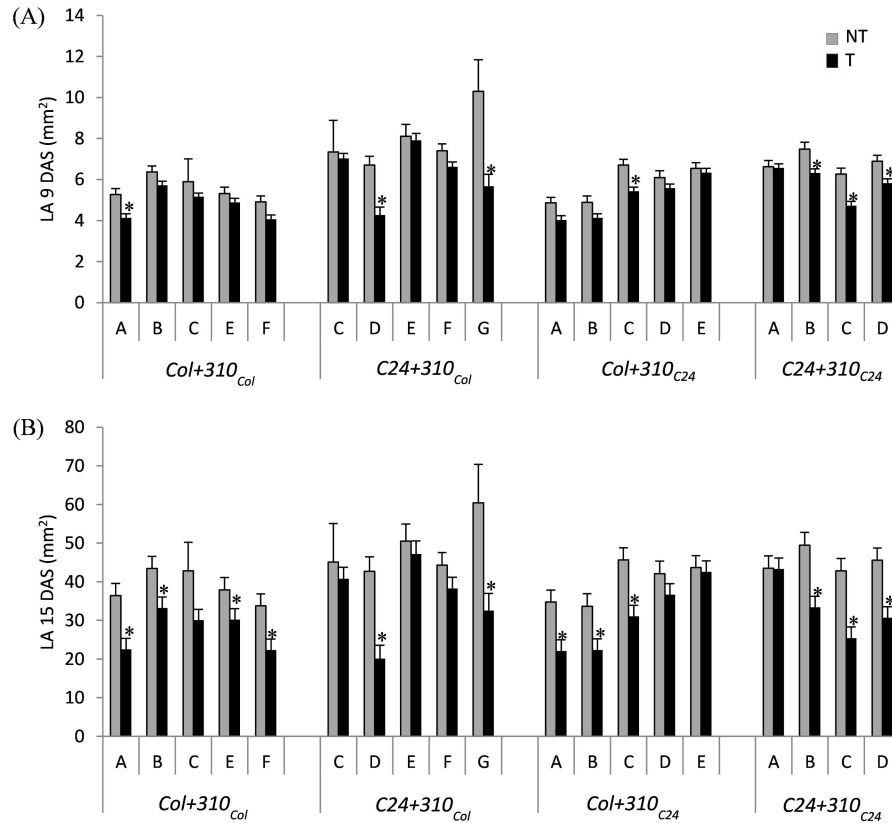 (A)
14
12
10
8
6
4
2
0
LA 9 DAS (mm²)
NT
T
* * * * * * *
A B C E F C D E F G A B C D E A B C D
Col+310Col C24+310Col Col+310C24 C24+310C24
(B)
80
70
60
50
40
30
20
10
0
LA 15 DAS (mm²)
* * * * * * * * * * * *
A B C E F C D E F G A B C D E A B C D
Col+310Col C24+310Col Col+310C24 C24+310C24